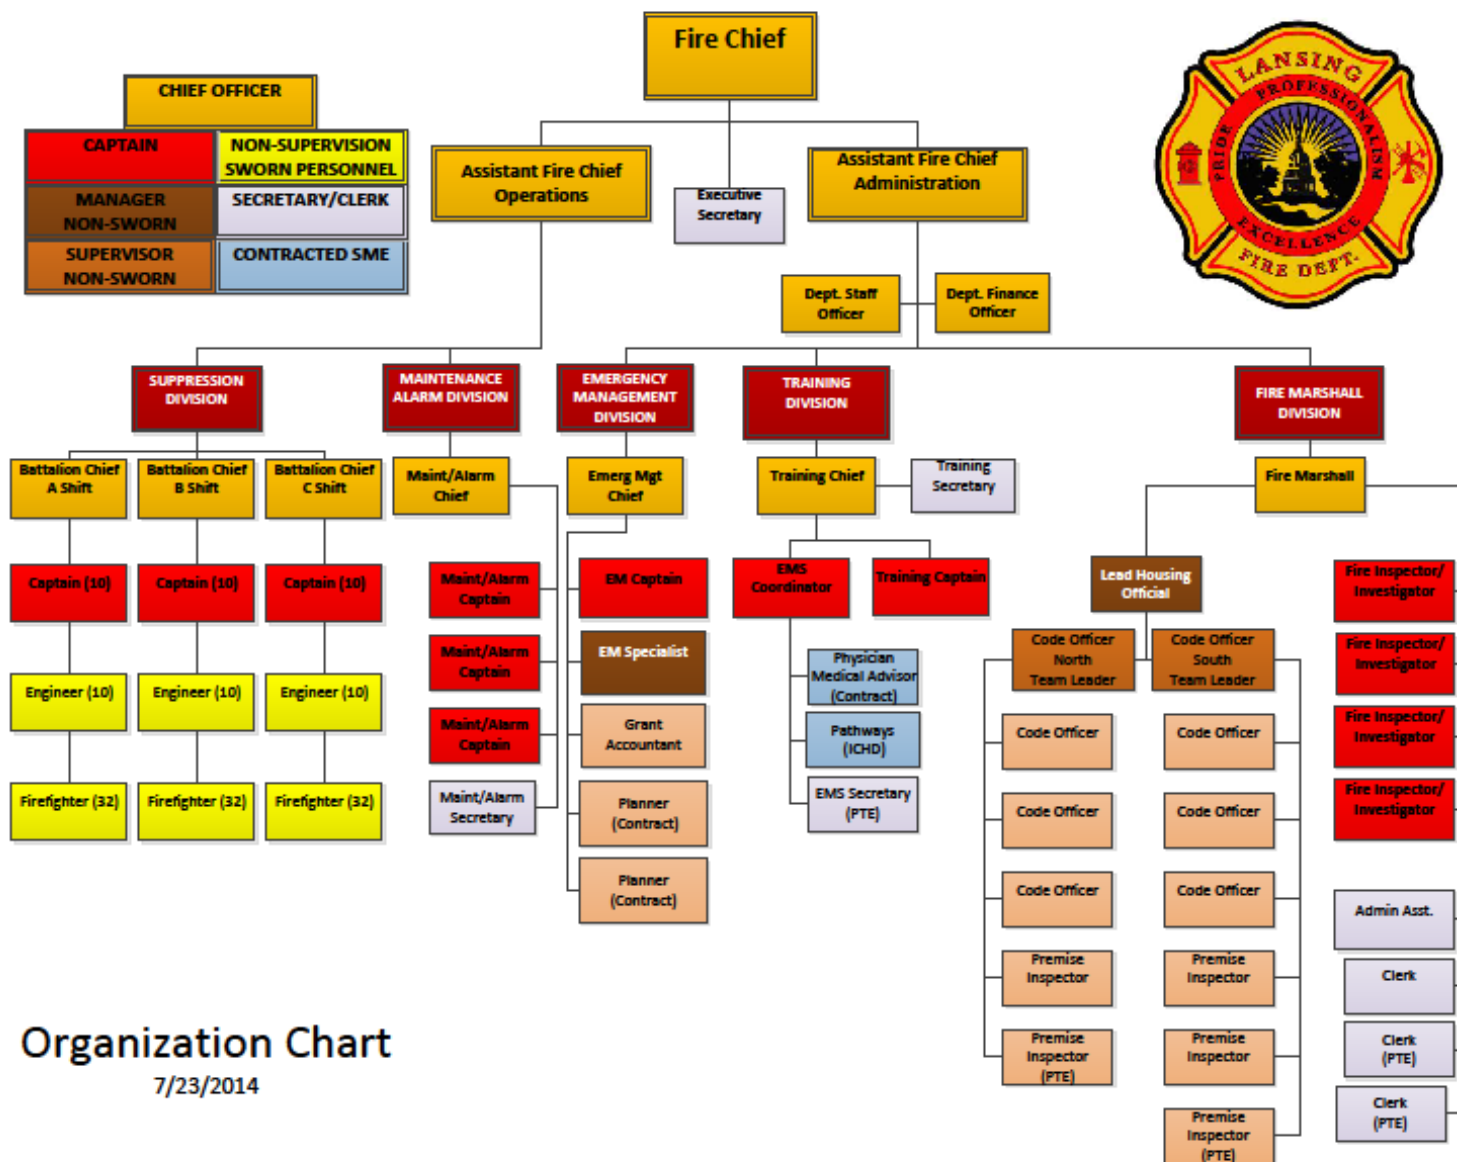 Fire Chief
CHIEF OFFICER
CAPTAIN
NON-SUPERVISION
SWORN PERSONNEL
MANAGER
NON-SWORN
SECRETARY/CLERK
SUPERVISOR
NON-SWORN
CONTRACTED SME
LANSING
FIRE DEPT.
PRIDE
PROFESSIONALISM
EXCELLENCE
Assistant Fire Chief
Operations
Executive
Secretary
Assistant Fire Chief
Administration
Dept. Staff
Officer
Dept. Finance
Officer
SUPPRESSION
DIVISION
MAINTENANCE
ALARM DIVISION
EMERGENCY
MANAGEMENT
DIVISION
TRAINING
DIVISION
FIRE MARSHALL
DIVISION
Battalion Chief
A Shift
Battalion Chief
B Shift
Battalion Chief
C Shift
Maint/Alarm
Chief
Emerg Mgt
Chief
Training Chief
Training
Secretary
Fire Marshall
Captain (10)
Captain (10)
Captain (10)
Engineer (10)
Engineer (10)
Engineer (10)
Firefighter (32)
Firefighter (32)
Firefighter (32)
Maint/Alarm
Captain
Maint/Alarm
Captain
Maint/Alarm
Captain
Maint/Alarm
Secretary
EM Captain
EM Specialist
Grant
Accountant
Planner
(Contract)
Planner
(Contract)
EMS
Coordinator
Training Captain
Physician
Medical Advisor
(Contract)
Pathways
(ICHD)
EMS Secretary
(PTE)
Lead Housing
Official
Code Officer
North
Team Leader
Code Officer
South
Team Leader
Code Officer
Code Officer
Code Officer
Premise
Inspector
Premise
Inspector
(PTE)
Code Officer
Code Officer
Code Officer
Premise
Inspector
Premise
Inspector
Premise
Inspector
(PTE)
Fire Inspector/
Investigator
Fire Inspector/
Investigator
Fire Inspector/
Investigator
Fire Inspector/
Investigator
Admin Asst.
Clerk
Clerk
(PTE)
Clerk
(PTE)
Organization Chart
7/23/2014